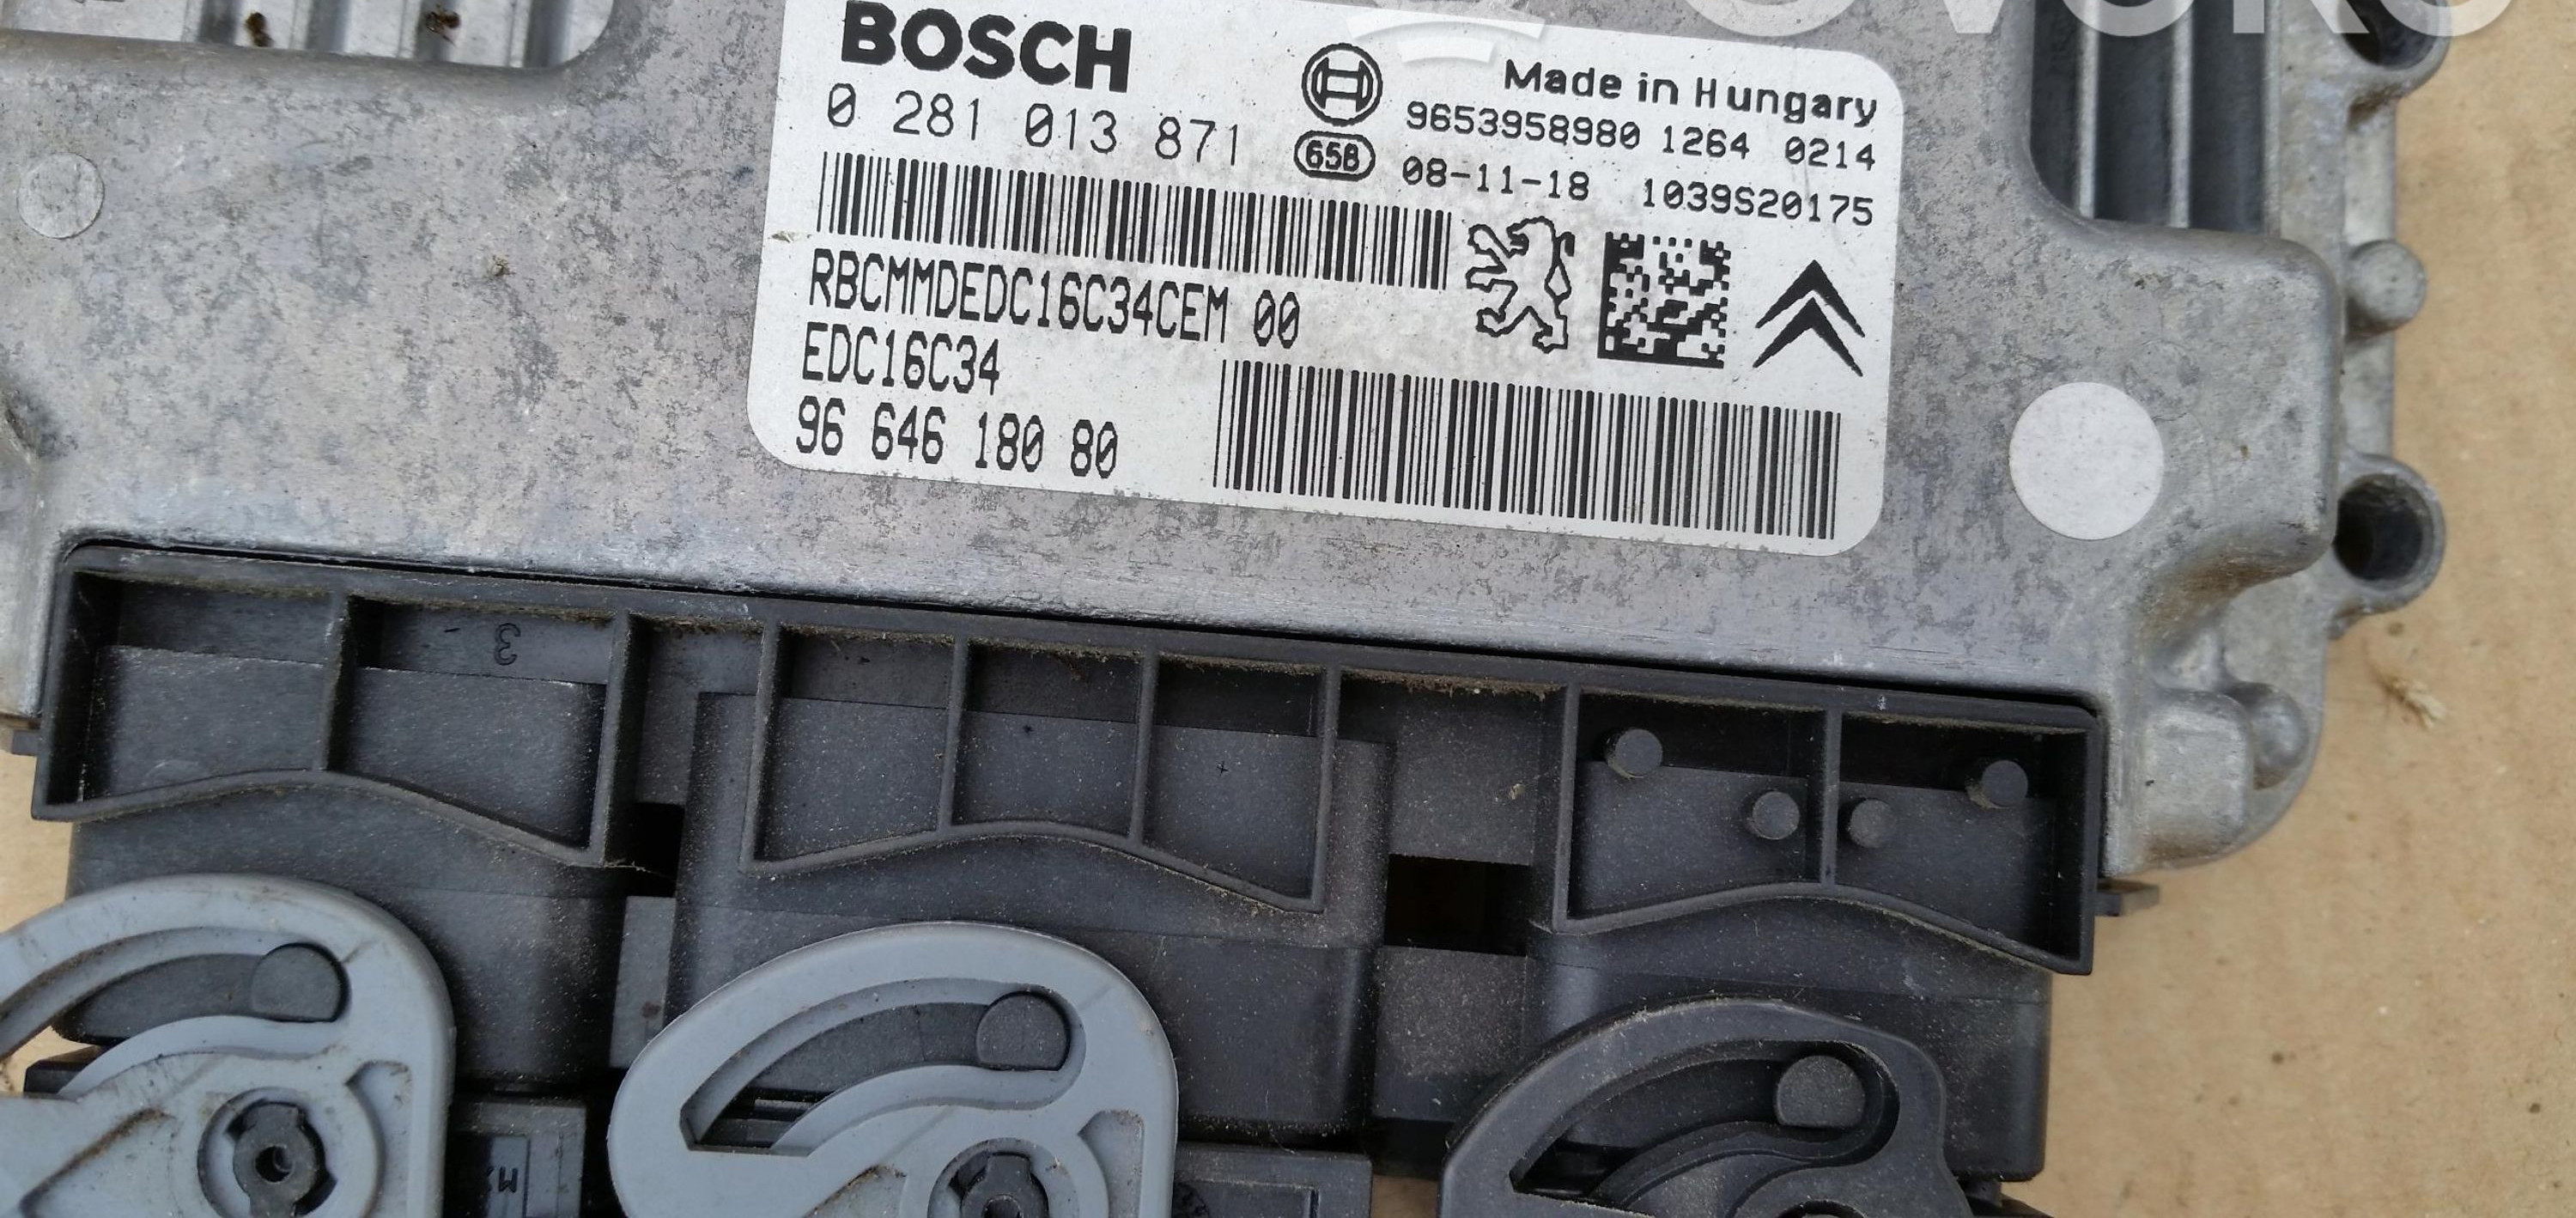 BOSCH
Made in Hungary
0 281 013 871
9653958980 1264 0214
65B 08-11-18 1039S20175
RBCMMDEDC16C34CEM 00
EDC16C34
96 646 180 80
3